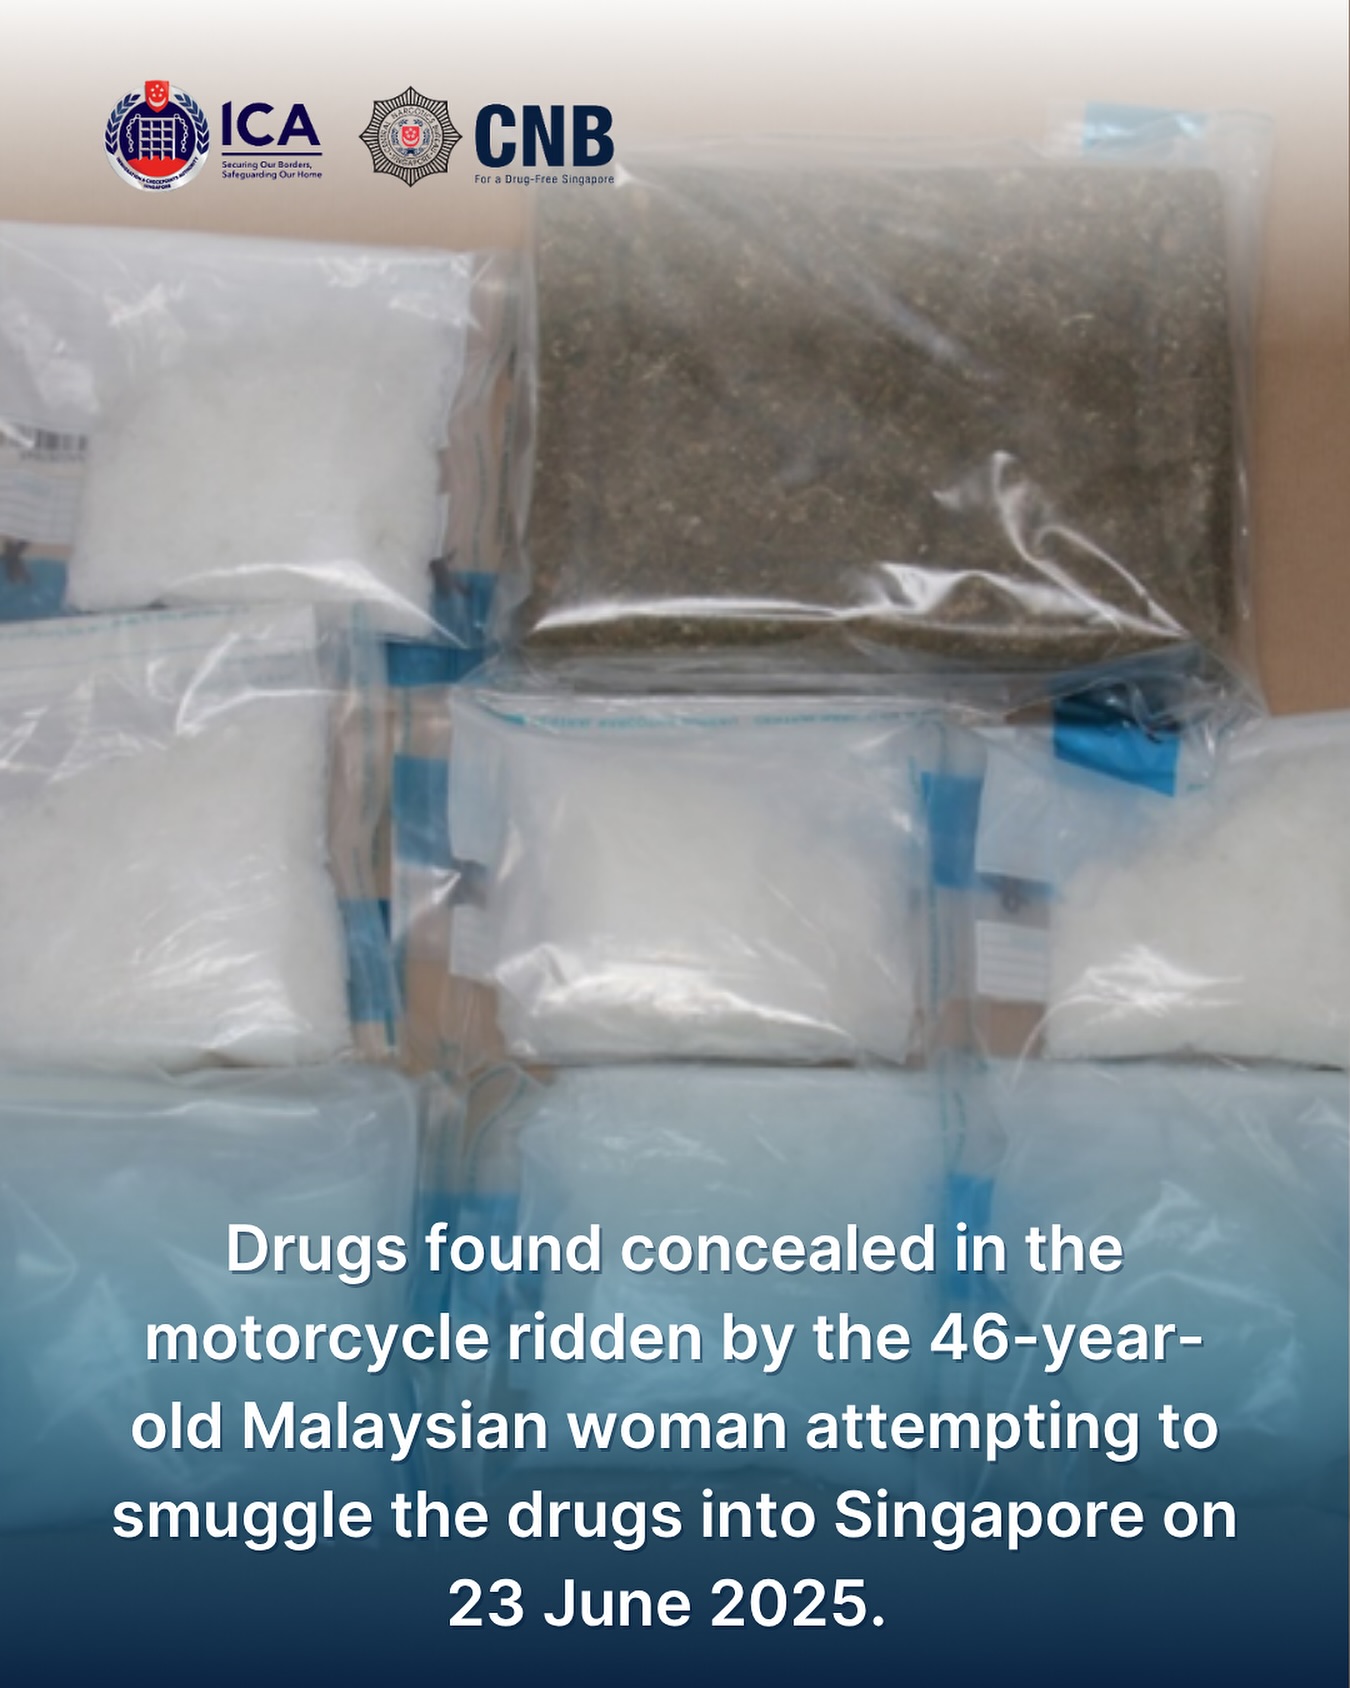 ICA
Securing Our Borders,
Safeguarding Our Home
CNB
For a Drug-Free Singapore
Drugs found concealed in the
motorcycle ridden by the 46-year-
old Malaysian woman attempting to
smuggle the drugs into Singapore on
23 June 2025.